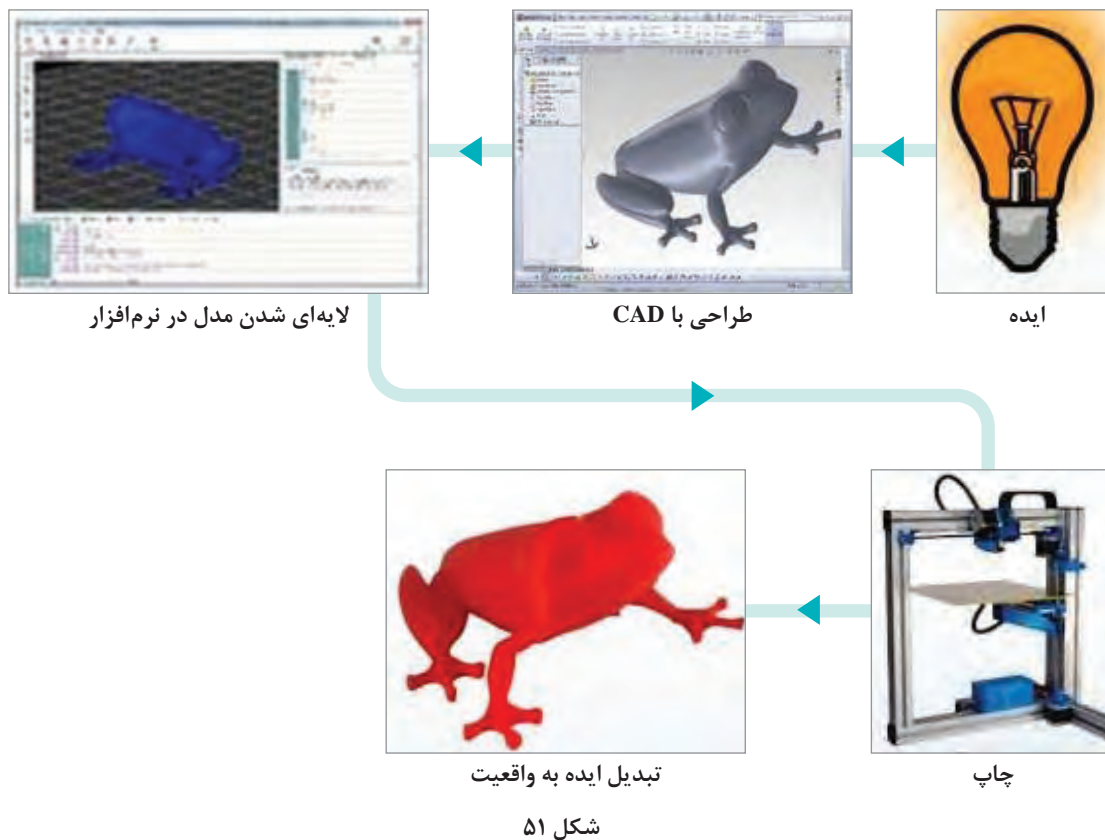 ایده
طراحی با CAD
لایه‌ای شدن مدل در نرم‌افزار
چاپ
تبدیل ایده به واقعیت
شکل ۵۱